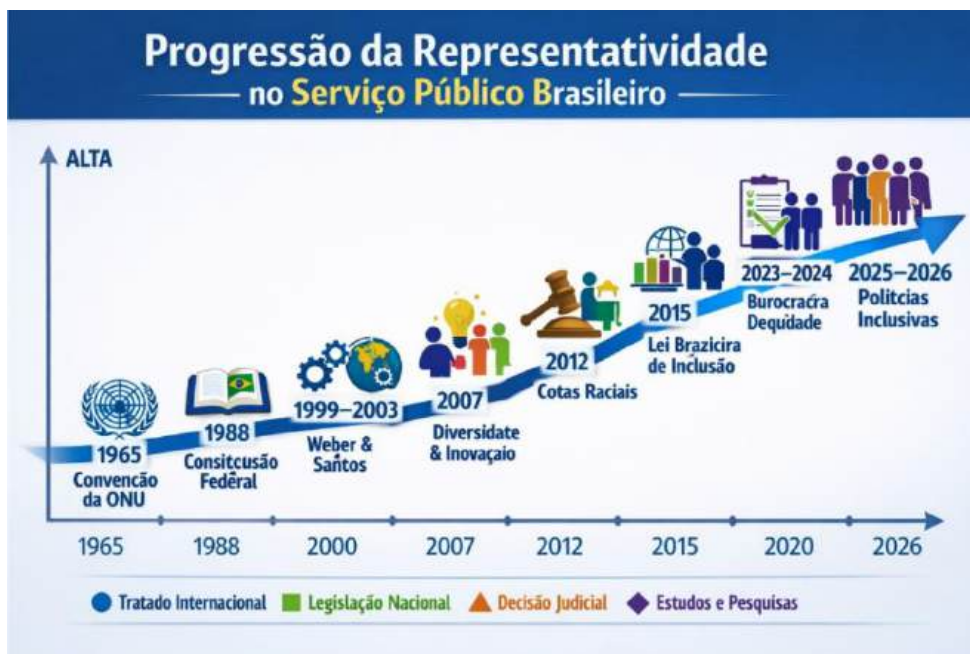 Progressão da Representatividade
no Serviço Público Brasileiro
ALTA
1965
Convencão
da ONU
1988
Consitcusão
Federal
1999–2003
Weber &
Santos
2007
Diversidate
& Inovaçaio
2012
Cotas Raciais
2015
Lei Brazicira
de Inclusão
2023–2024
Burocracra
Dequidade
2025–2026
Politcias
Inclusivas
1965 1988 2000 2007 2012 2015 2020 2026
Tratado Internacional Legislação Nacional Decisão Judicial Estudos e Pesquisas